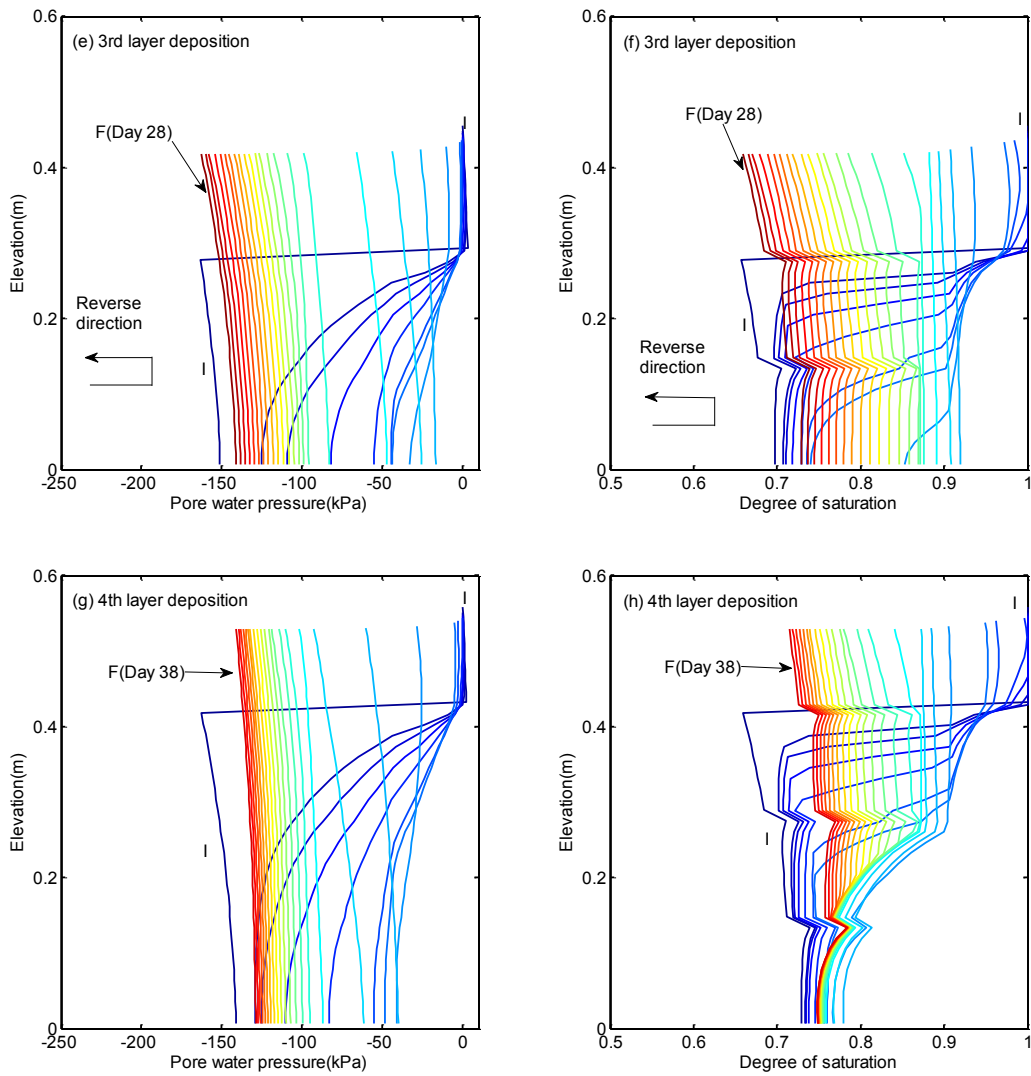 (e) 3rd layer deposition
0.6
0.4
0.2
0
Elevation(m)
F(Day 28)
I
I
Reverse
direction
-250
-200
-150
-100
-50
0
Pore water pressure(kPa)
(f) 3rd layer deposition
0.6
0.4
0.2
0
Elevation(m)
F(Day 28)
I
I
Reverse
direction
0.5
0.6
0.7
0.8
0.9
1
Degree of saturation
(g) 4th layer deposition
0.6
0.4
0.2
0
Elevation(m)
F(Day 38)
I
I
-250
-200
-150
-100
-50
0
Pore water pressure(kPa)
(h) 4th layer deposition
0.6
0.4
0.2
0
Elevation(m)
F(Day 38)
I
I
0.5
0.6
0.7
0.8
0.9
1
Degree of saturation